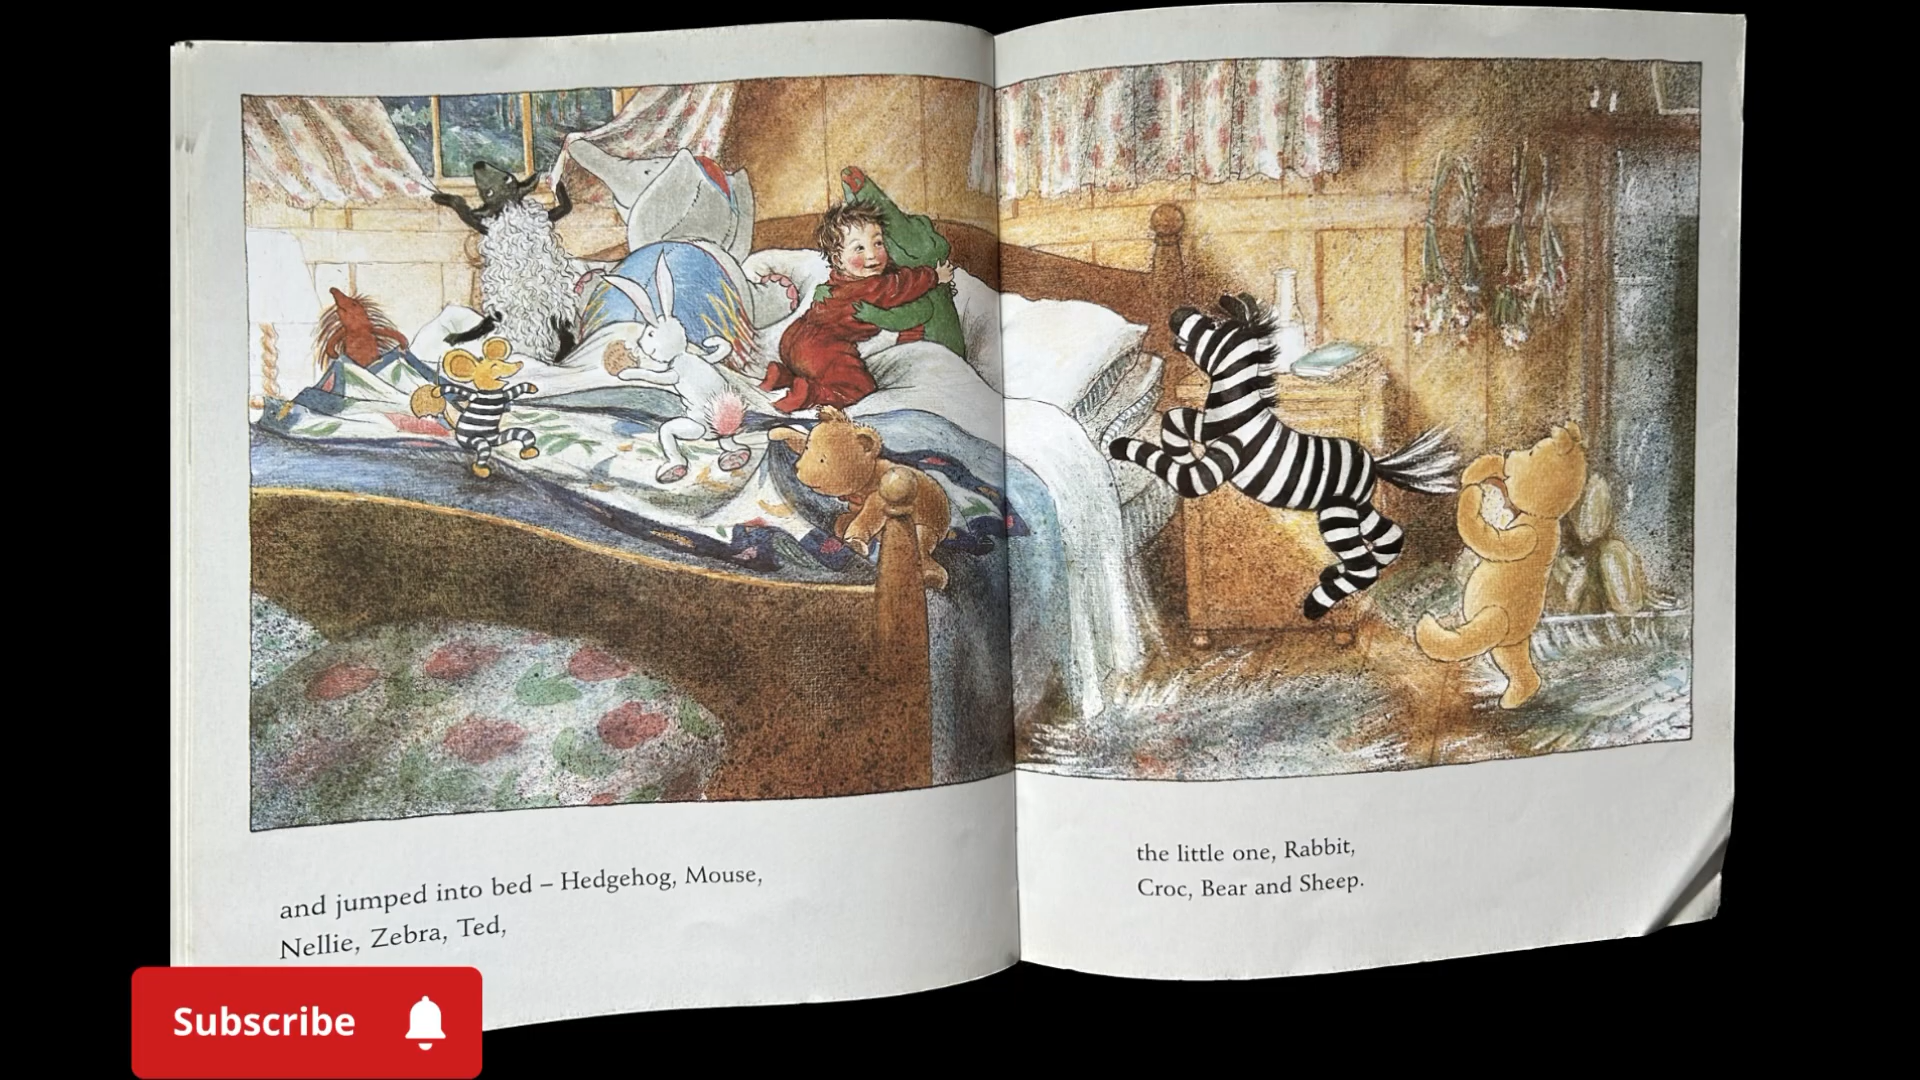 and jumped into bed – Hedgehog, Mouse,
Nellie, Zebra, Ted,
the little one, Rabbit,
Croc, Bear and Sheep.
Subscribe